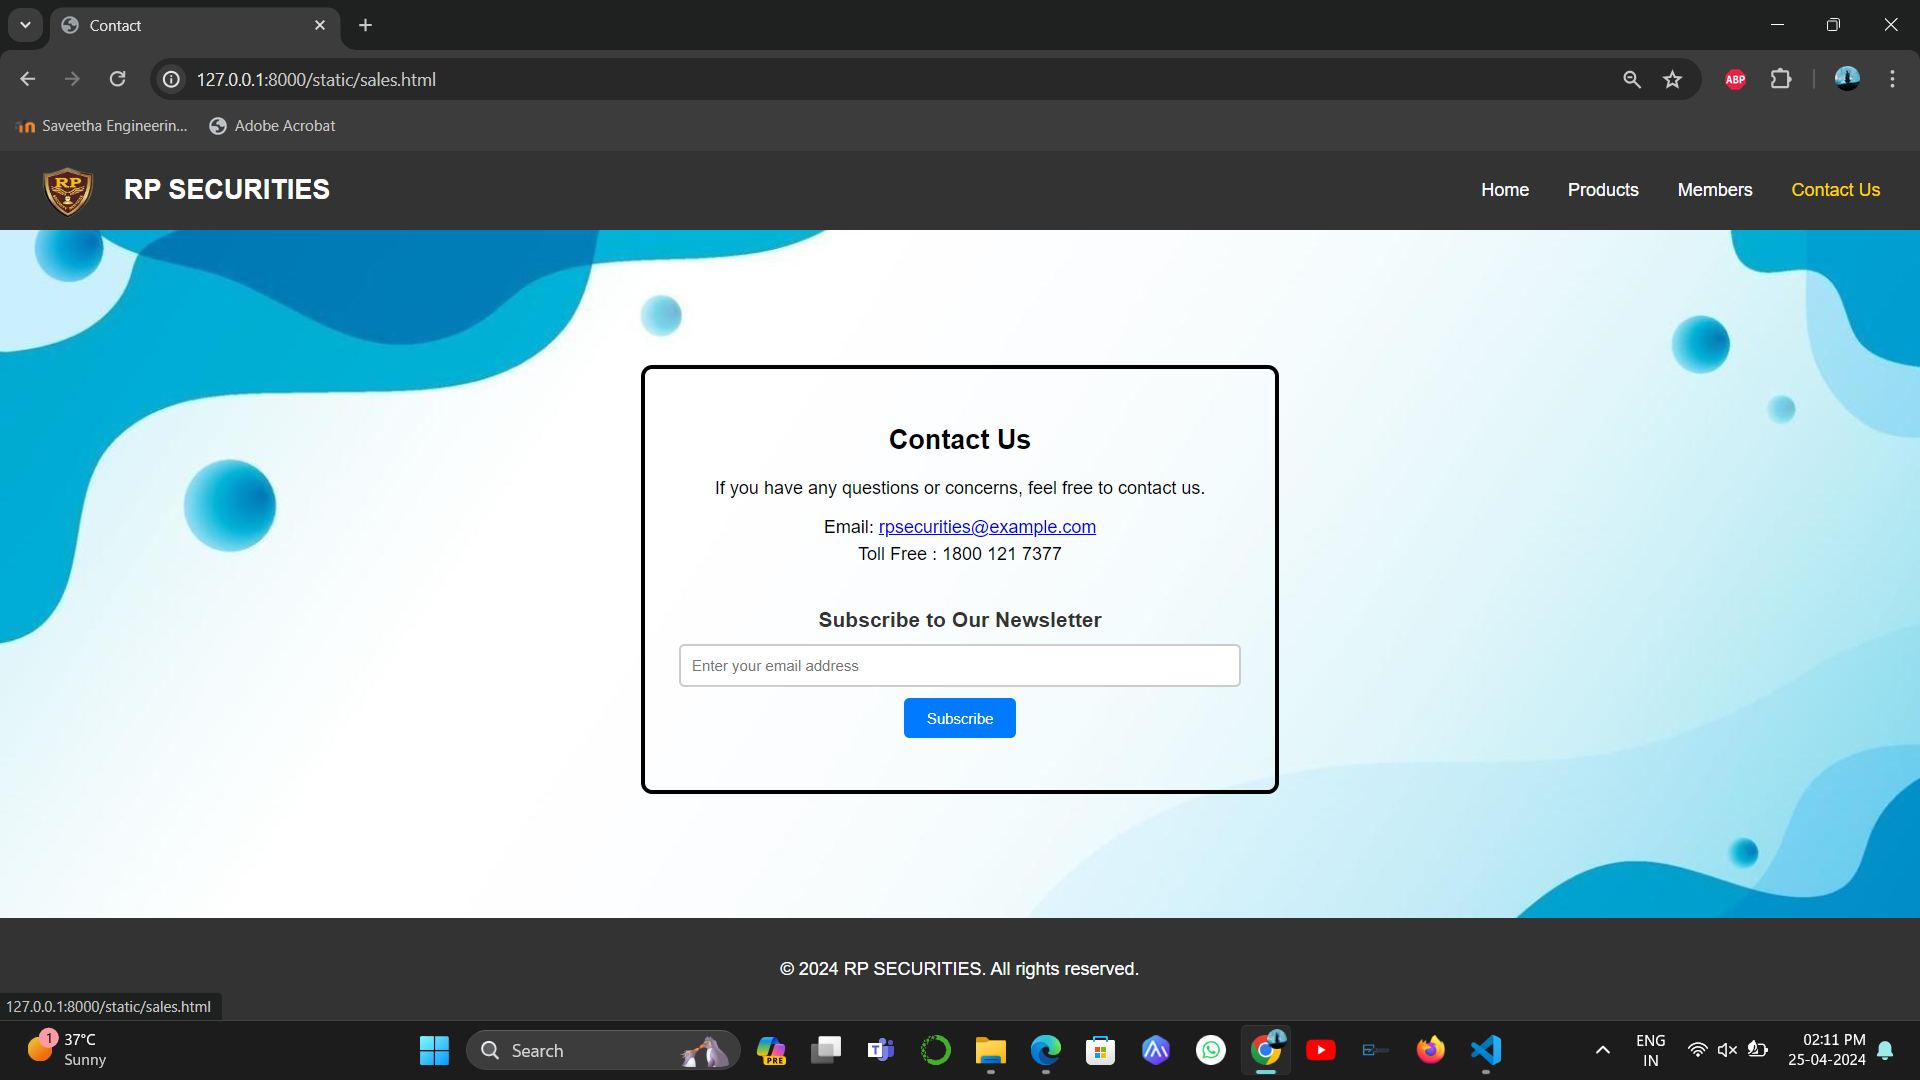 Contact
127.0.0.1:8000/static/sales.html
ABP
Saveetha Engineerin...
Adobe Acrobat
RP
RP SECURITIES
Home
Products
Members
Contact Us
Contact Us
If you have any questions or concerns, feel free to contact us.
Email: rpsecurities@example.com
Toll Free : 1800 121 7377
Subscribe to Our Newsletter
Enter your email address
Subscribe
© 2024 RP SECURITIES. All rights reserved.
127.0.0.1:8000/static/sales.html
1
37°C
Sunny
Search
PRE
ENG
IN
02:11 PM
25-04-2024